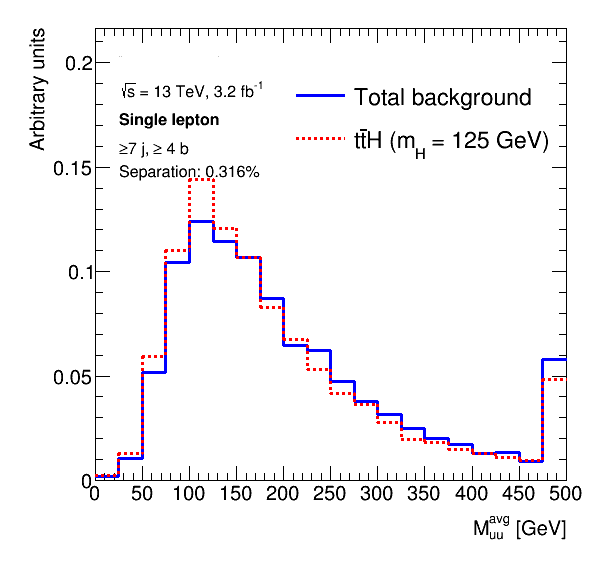 Arbitrary units
0.2
0.15
0.1
0.05
0
√s = 13 TeV, 3.2 fb⁻¹
Single lepton
≥7 j, ≥ 4 b
Separation: 0.316%
Total background
tt̄H (m_H = 125 GeV)
0 50 100 150 200 250 300 350 400 450 500
M_uu^avg [GeV]